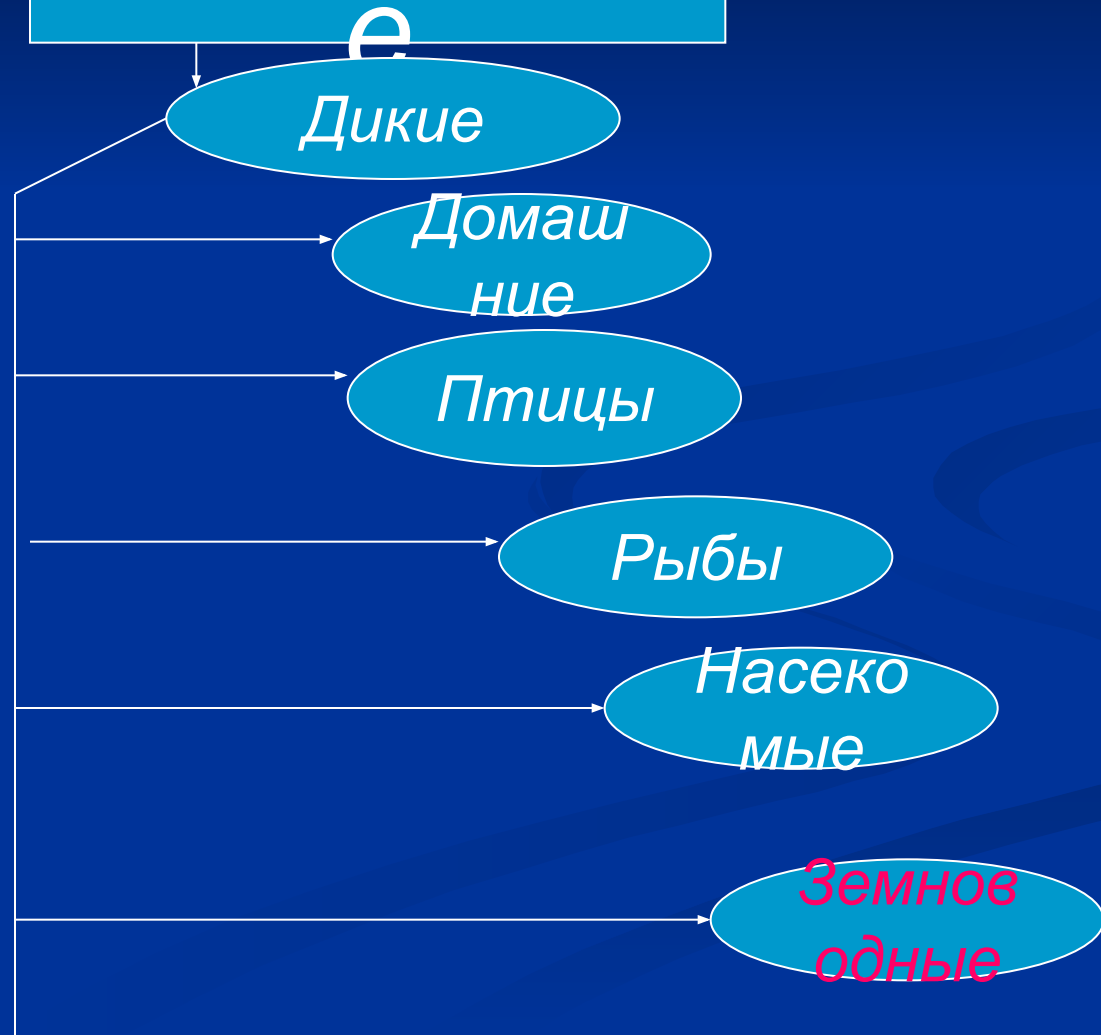 е
Дикие
Домаш
ние
Птицы
Рыбы
Насеко
мые
Земнов
одные